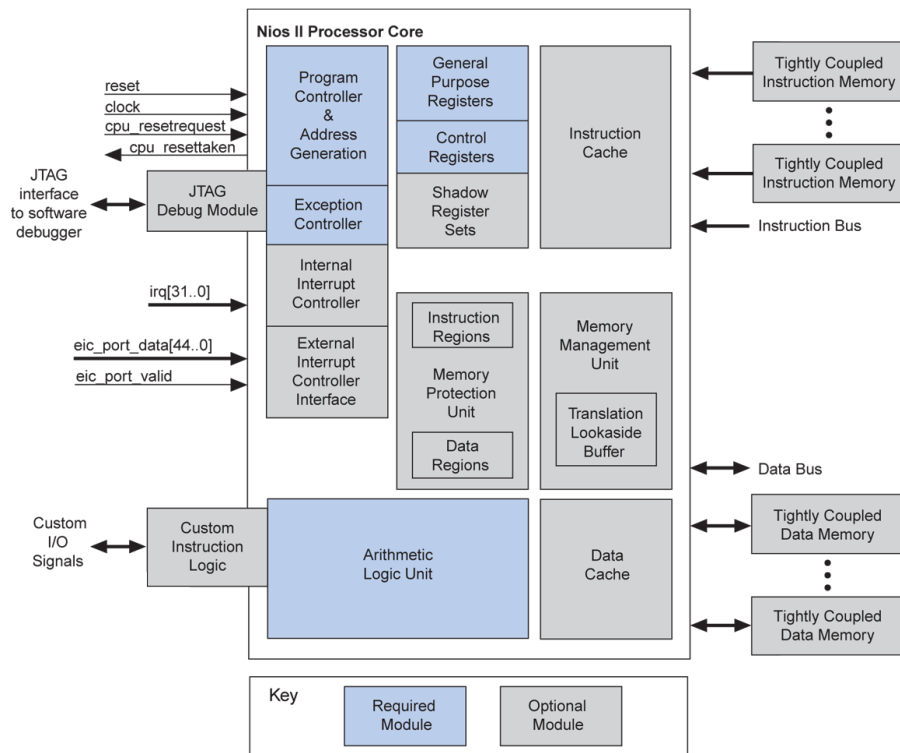 Nios II Processor Core
reset
clock
cpu_resetrequest
cpu_resettaken
JTAG
interface
to software
debugger
JTAG
Debug Module
irq[31..0]
eic_port_data[44..0]
eic_port_valid
Custom
I/O
Signals
Custom
Instruction
Logic
Program
Controller
&
Address
Generation
Exception
Controller
Internal
Interrupt
Controller
External
Interrupt
Controller
Interface
General
Purpose
Registers
Control
Registers
Shadow
Register
Sets
Instruction
Cache
Instruction
Regions
Memory
Protection
Unit
Data
Regions
Memory
Management
Unit
Translation
Lookaside
Buffer
Arithmetic
Logic Unit
Data
Cache
Tightly Coupled
Instruction Memory
Tightly Coupled
Instruction Memory
Instruction Bus
Data Bus
Tightly Coupled
Data Memory
Tightly Coupled
Data Memory
Key
Required
Module
Optional
Module